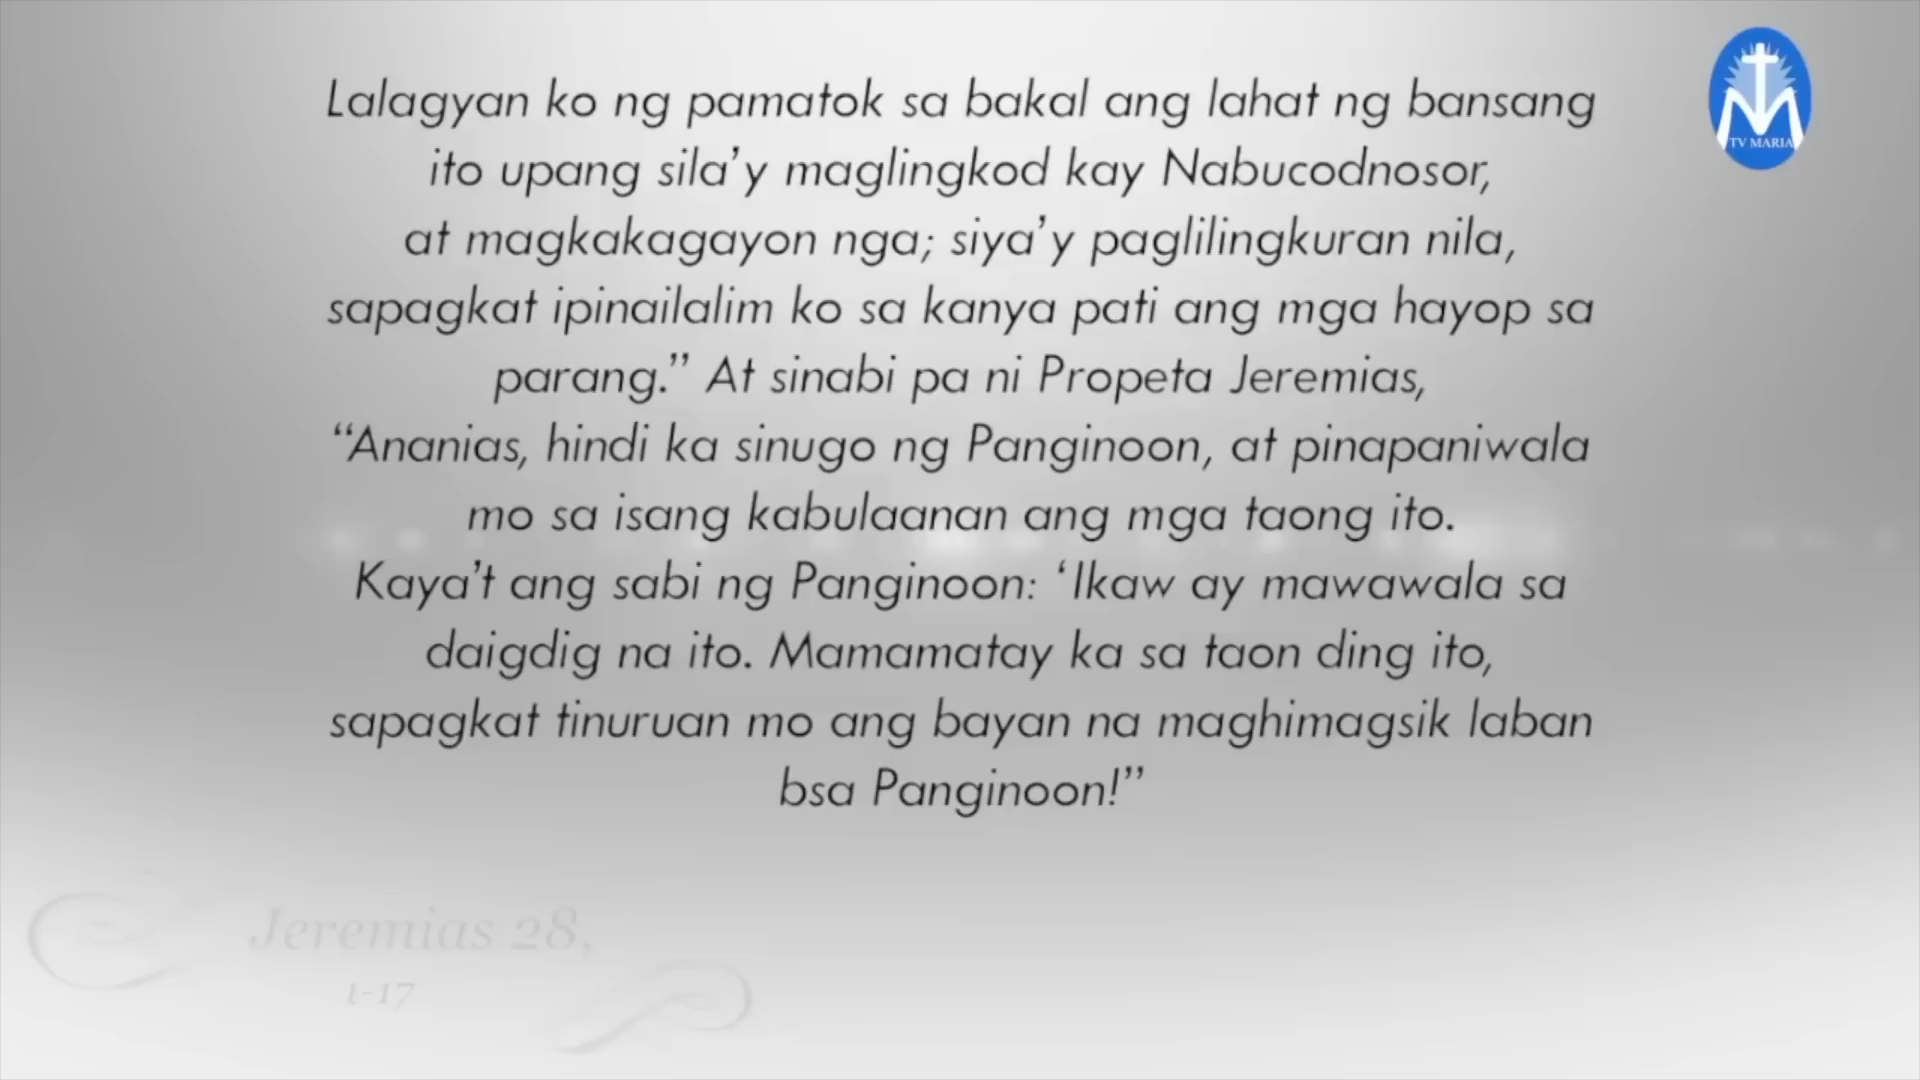 Lalagyan ko ng pamatok sa bakal ang lahat ng bansang
ito upang sila’y maglingkod kay Nabucodnosor,
at magkakagayon nga; siya’y paglilingkuran nila,
sapagkat ipinailalim ko sa kanya pati ang mga hayop sa
parang.” At sinabi pa ni Propeta Jeremias,
“Ananias, hindi ka sinugo ng Panginoon, at pinapaniwala
mo sa isang kabulaanan ang mga taong ito.
Kaya’t ang sabi ng Panginoon: ‘Ikaw ay mawawala sa
daigdig na ito. Mamamatay ka sa taon ding ito,
sapagkat tinuruan mo ang bayan na maghimagsik laban
bsa Panginoon!”
Jeremias 28,
1-17
TV MARIA